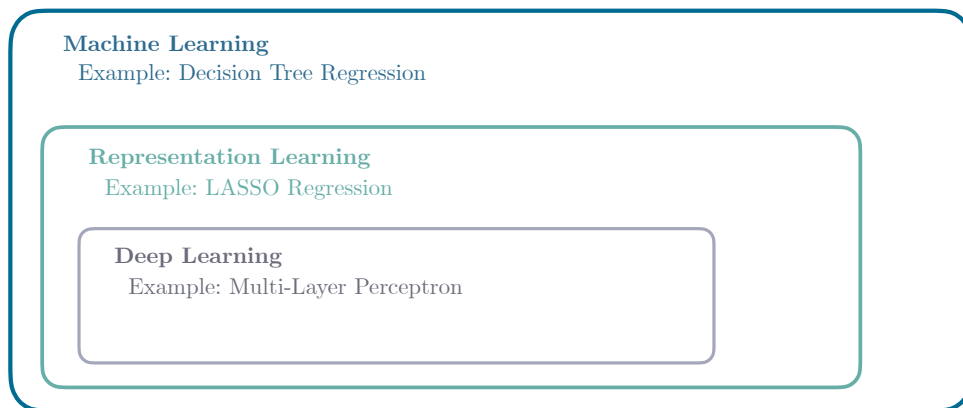 Machine Learning
Example: Decision Tree Regression
Representation Learning
Example: LASSO Regression
Deep Learning
Example: Multi-Layer Perceptron